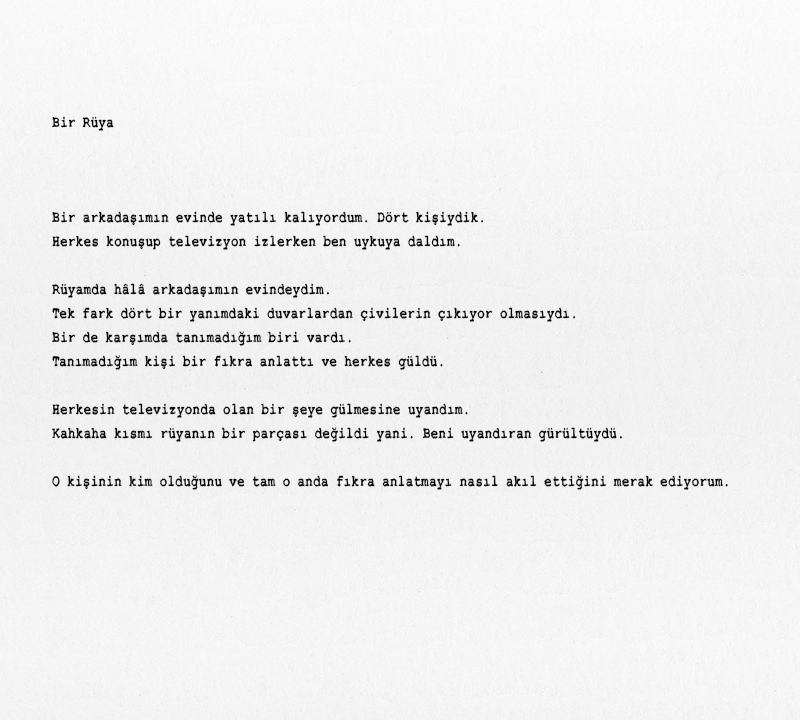 Bir Rüya
Bir arkadaşımın evinde yatılı kalıyordum. Dört kişiydik.
Herkes konuşup televizyon izlerken ben uykuya daldım.
Rüyamda hâlâ arkadaşımın evindeydim.
Tek fark dört bir yanımdaki duvarlardan çivilerin çıkıyor olmasıydı.
Bir de karşımda tanımadığım biri vardı.
Tanımadığım kişi bir fıkra anlattı ve herkes güldü.
Herkesin televizyonda olan bir şeye gülmesine uyandım.
Kahkaha kısmı rüyanın bir parçası değildi yani. Beni uyandıran gürültüydü.
O kişinin kim olduğunu ve tam o anda fıkra anlatmayı nasıl akıl ettiğini merak ediyorum.